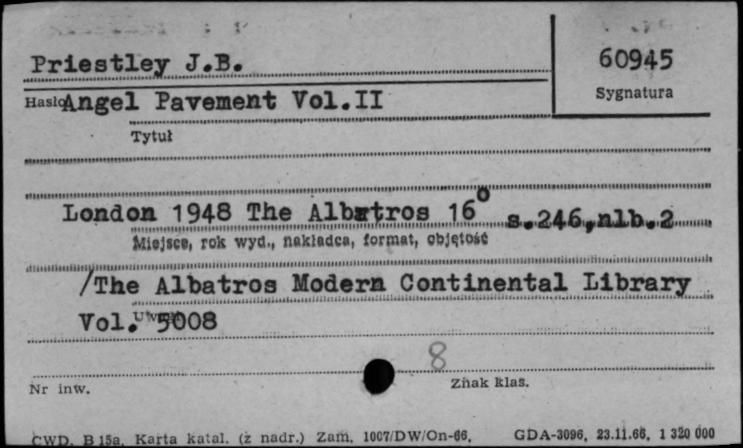 Priestley J.B.
60945
Sygnatura
Hasło Angel Pavement Vol.II
Tytuł
London 1948 The Albatros 16° s.246,nlb.2
Miejsce, rok wyd., nakładca, format, objętość
/The Albatros Modern Continental Library
Vol. 5008
Uwagi
8
Nr inw.
Znak klas.
CWD. B 15a. Karta katal. (z nadr.) Zam. 1007/DW/On-66. GDA-3096, 23.11.66, 1 320 000